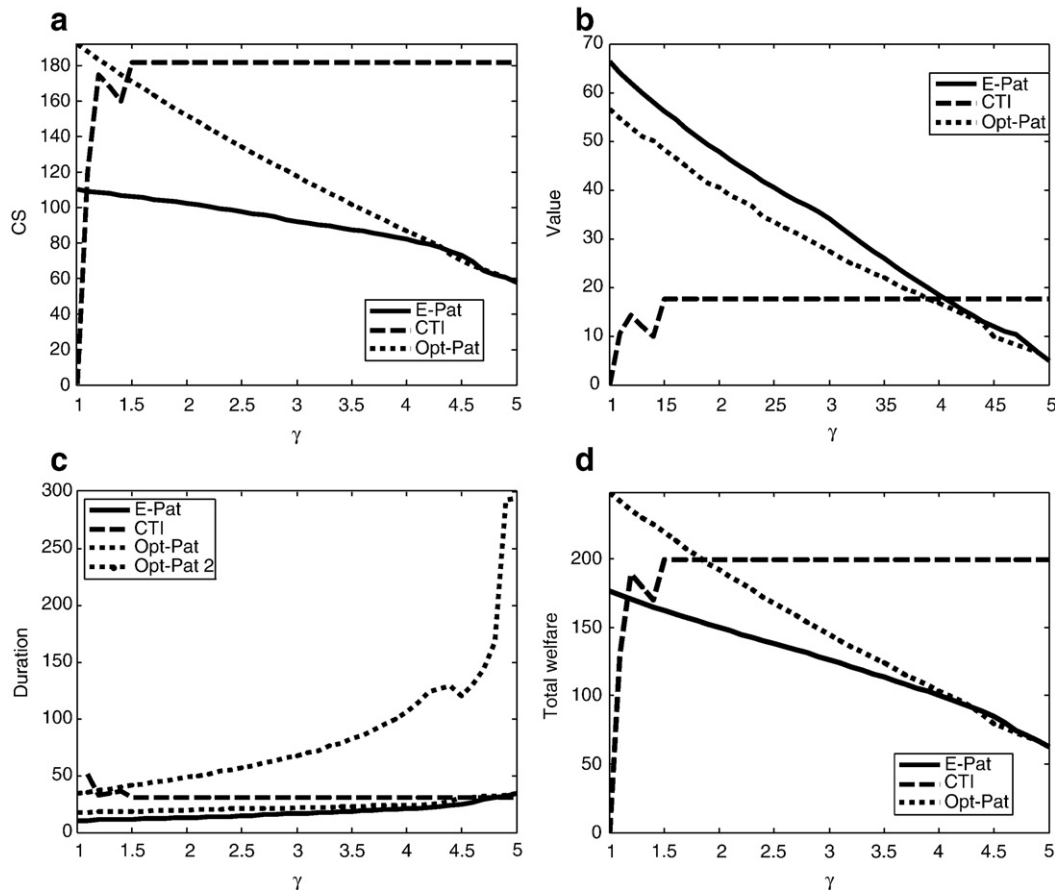 a
180
160
140
120
100
80
60
40
20
0
CS
E-Pat
CTI
Opt-Pat
1 1.5 2 2.5 3 3.5 4 4.5 5
γ
b
70
60
50
40
30
20
10
0
Value
E-Pat
CTI
Opt-Pat
1 1.5 2 25 3 35 4 45 5
γ
c
300
250
200
150
100
50
0
Duration
E-Pat
CTI
Opt-Pat
Opt-Pat 2
1 1.5 2 2.5 3 3.5 4 4.5 5
γ
d
200
150
100
50
0
Total welfare
E-Pat
CTI
Opt-Pat
1 1.5 2 2.5 3 3.5 4 4.5 5
γ